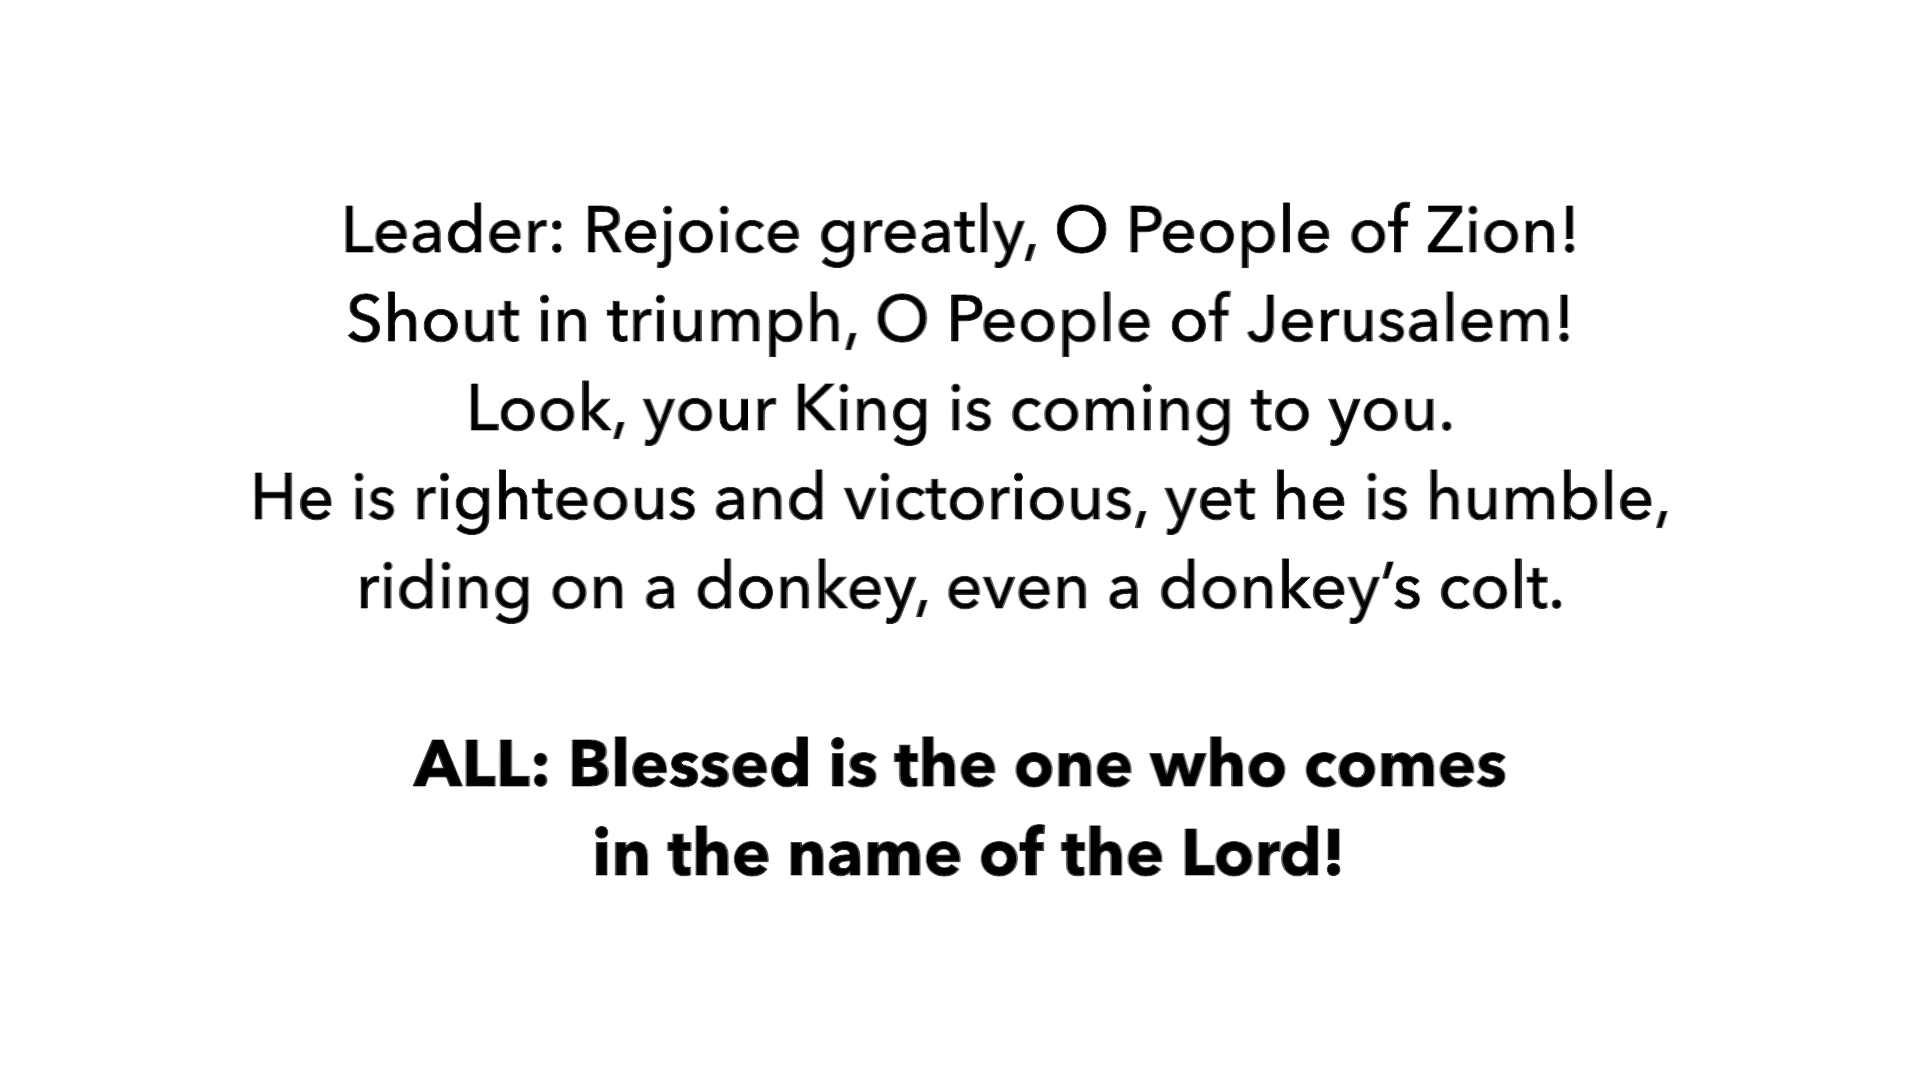 Leader: Rejoice greatly, O People of Zion!
Shout in triumph, O People of Jerusalem!
Look, your King is coming to you.
He is righteous and victorious, yet he is humble,
riding on a donkey, even a donkey’s colt.
ALL: Blessed is the one who comes
in the name of the Lord!